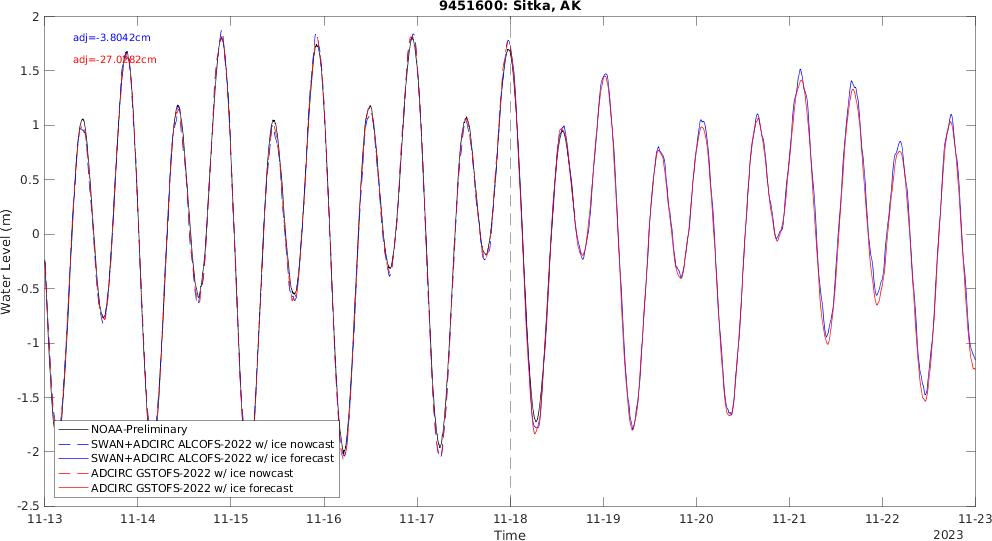 9451600: Sitka, AK
adj=-3.8042cm
adj=-27.0282cm
Water Level (m)
2
1.5
1
0.5
0
-0.5
-1
-1.5
-2
-2.5
NOAA-Preliminary
SWAN+ADCIRC ALCOFS-2022 w/ ice nowcast
SWAN+ADCIRC ALCOFS-2022 w/ ice forecast
ADCIRC GSTOFS-2022 w/ ice nowcast
ADCIRC GSTOFS-2022 w/ ice forecast
11-13 11-14 11-15 11-16 11-17 11-18 11-19 11-20 11-21 11-22 11-23
Time
2023